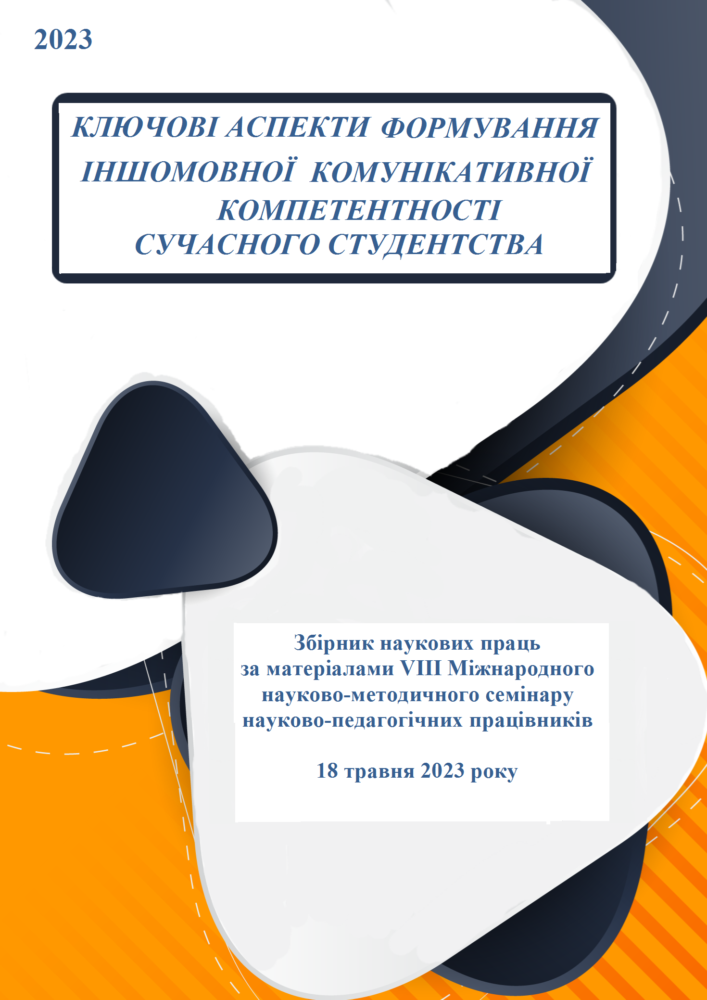 2023
КЛЮЧОВІ АСПЕКТИ ФОРМУВАННЯ
ІНШОМОВНОЇ КОМУНІКАТИВНОЇ
КОМПЕТЕНТНОСТІ
СУЧАСНОГО СТУДЕНТСТВА
Збірник наукових праць
за матеріалами VIII Міжнародного
науково-методичного семінару
науково-педагогічних працівників
18 травня 2023 року